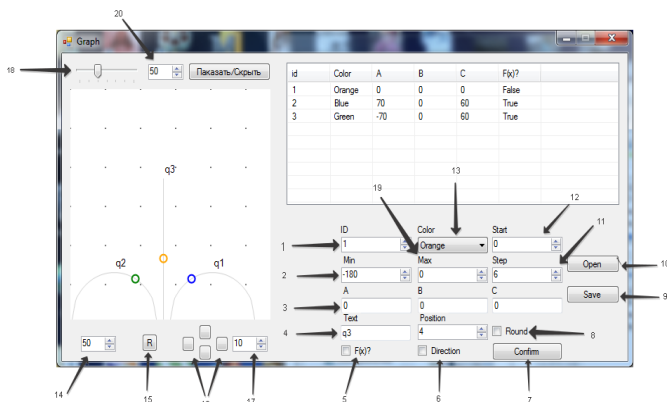 20
Graph
18
50
Паказать/Скрыть
id Color A B C F(x)?
1 Orange 0 0 0 False
2 Blue 70 0 60 True
3 Green -70 0 60 True
q3
13
19
12
11
ID Color Start
1
1 Orange 0
10
Min Max Step
Open
2
-180 0 6
q2 q1
A B C
Save
9
3
0 0 0
Text Position
4
q3 4
Round
8
50
R
10
F(x)?
Direction
Confirm
14
15
16
17
5
6
7